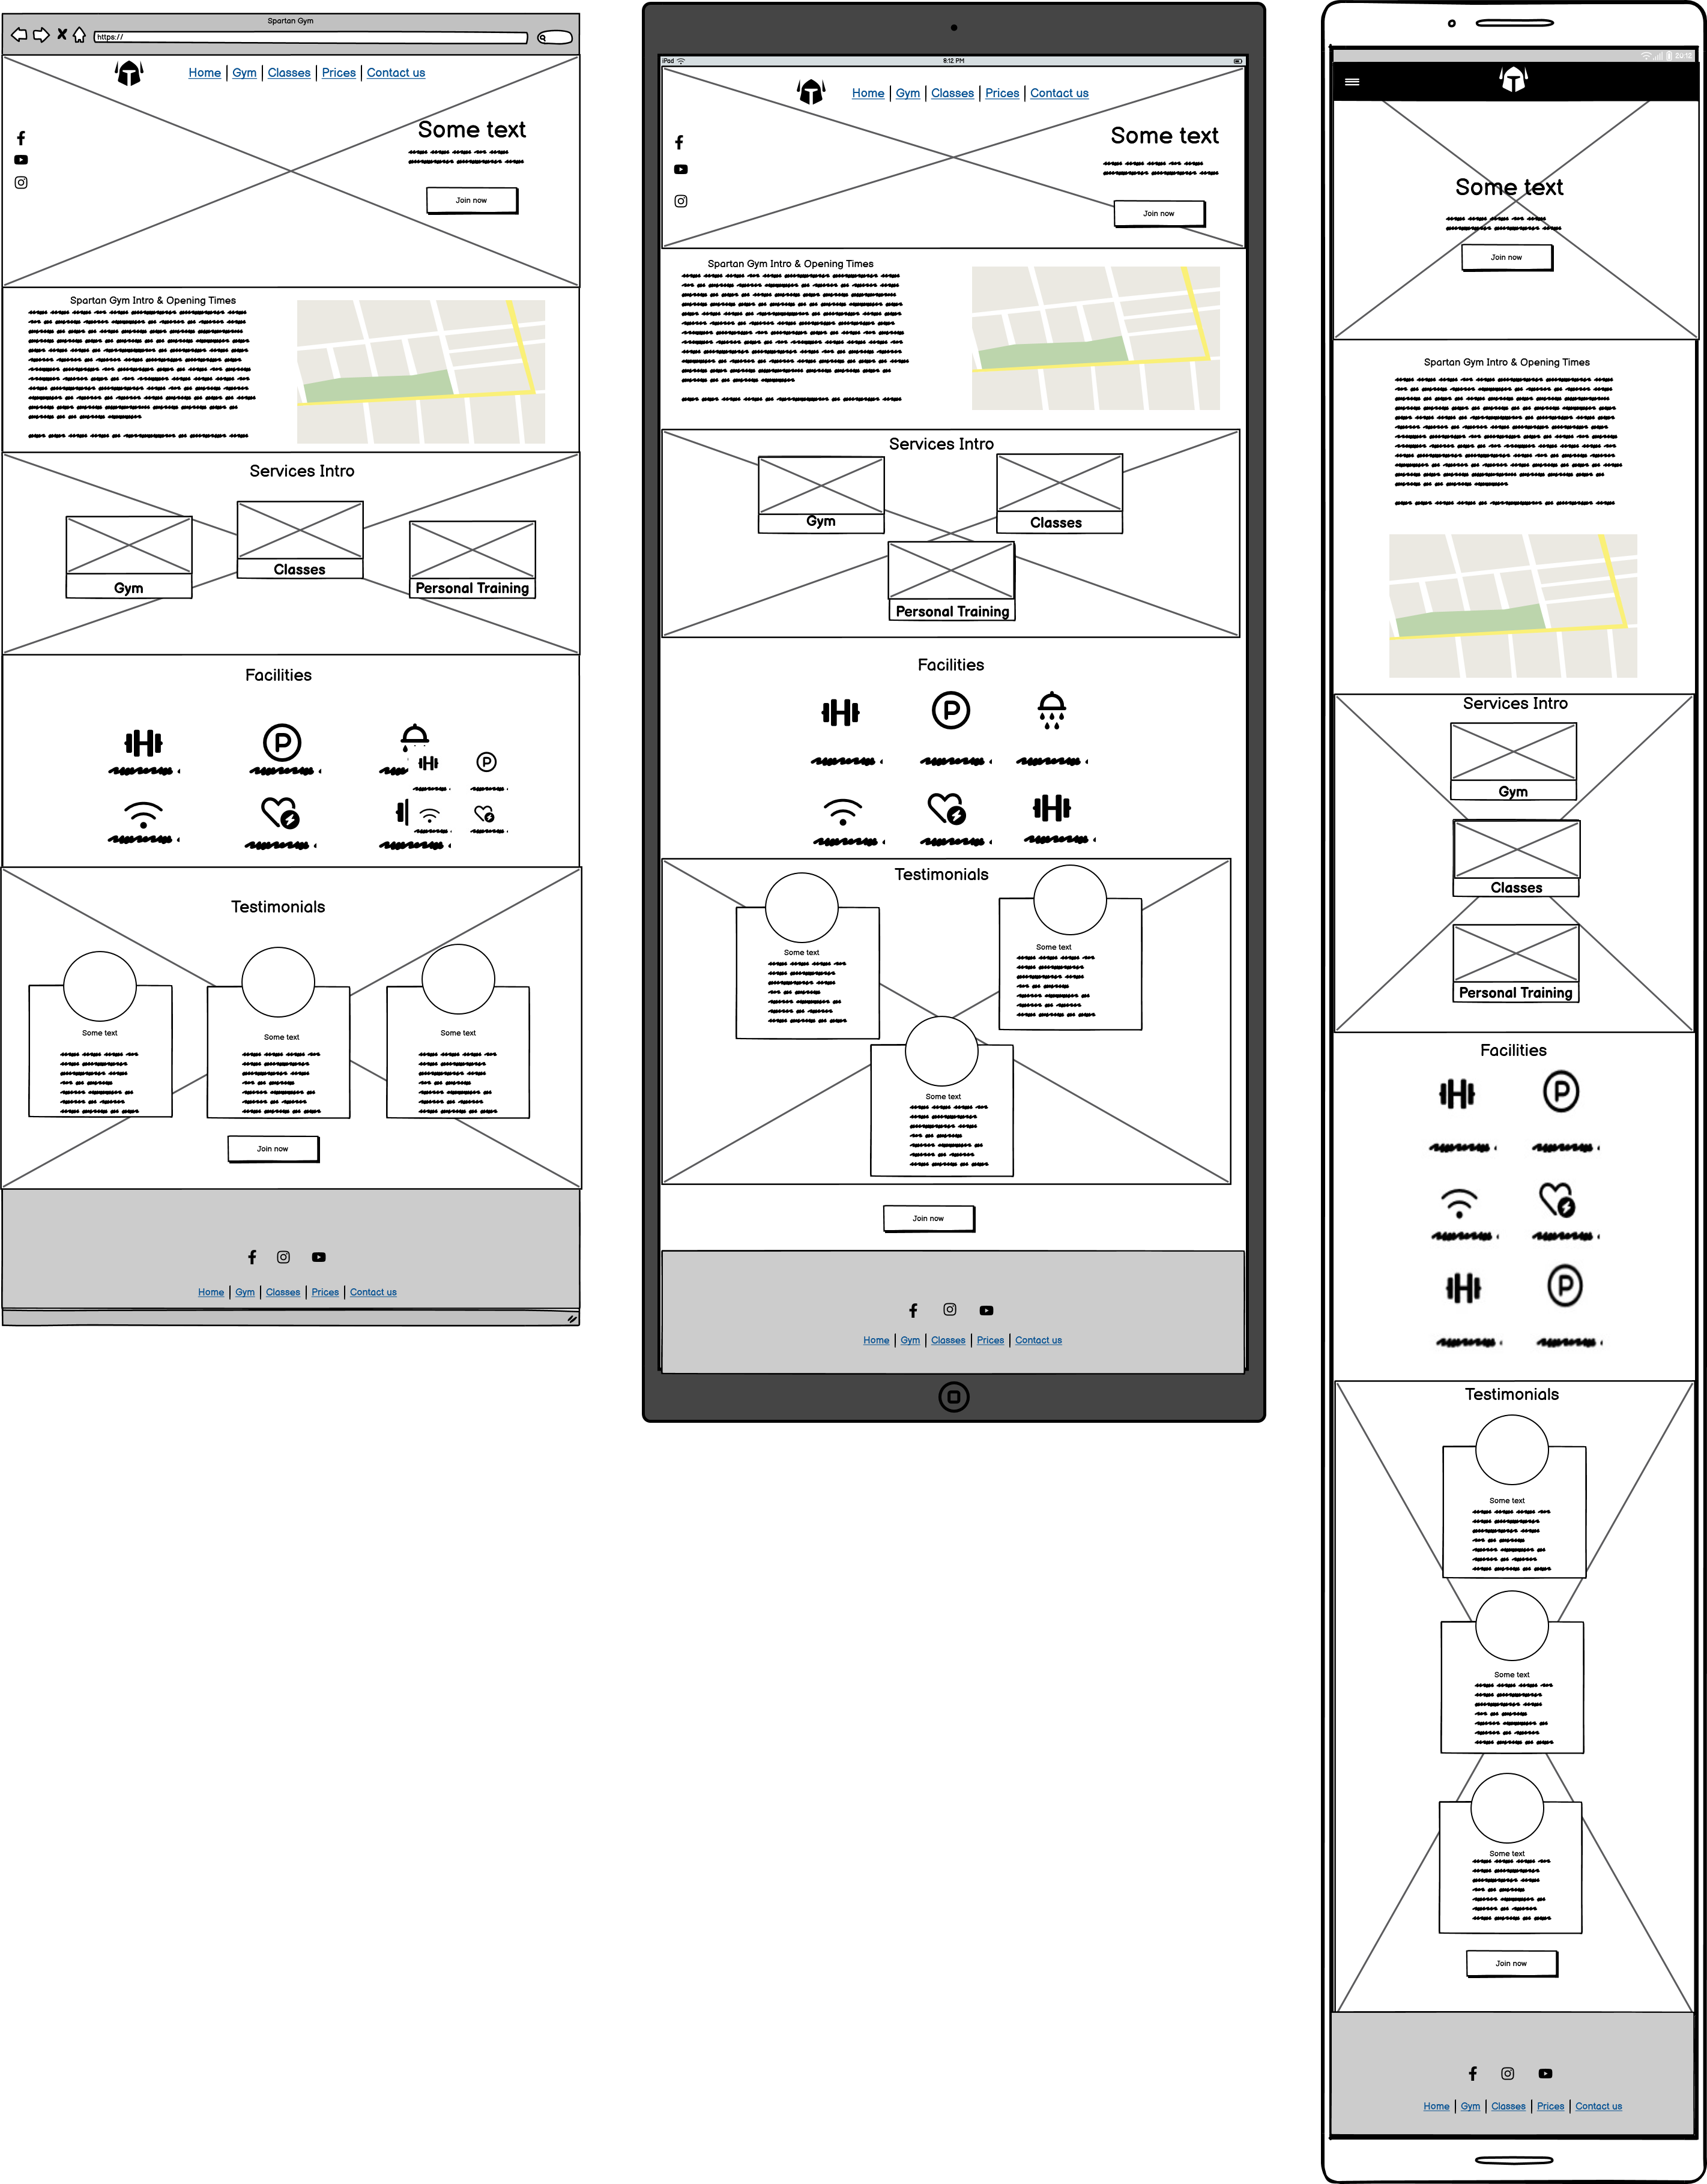 Spartan Gym
https://
Home | Gym | Classes | Prices | Contact us
Some text
Join now
Spartan Gym Intro & Opening Times
Services Intro
Gym
Classes
Personal Training
Facilities
P
P
Testimonials
Some text
Some text
Some text
Join now
Home | Gym | Classes | Prices | Contact us
iPad
8:12 PM
Home | Gym | Classes | Prices | Contact us
Some text
Join now
Spartan Gym Intro & Opening Times
Services Intro
Gym
Classes
Personal Training
Facilities
P
Testimonials
Some text
Some text
Some text
Join now
Home | Gym | Classes | Prices | Contact us
20:12
Some text
Join now
Spartan Gym Intro & Opening Times
Services Intro
Gym
Classes
Personal Training
Facilities
P
P
Testimonials
Some text
Some text
Some text
Join now
Home | Gym | Classes | Prices | Contact us